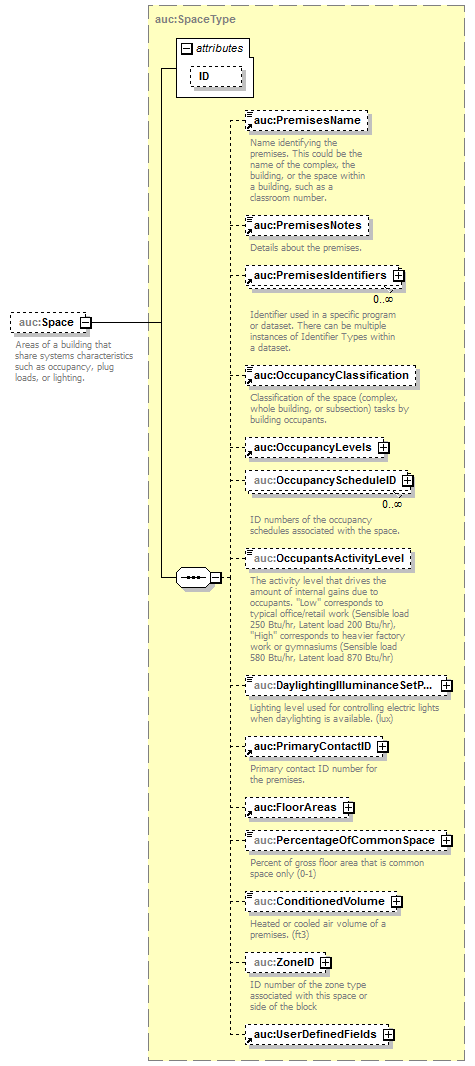 auc:SpaceType
attributes
ID
auc:PremisesName
Name identifying the
premises. This could be the
name of the complex, the
building, or the space within
a building, such as a
classroom number.
auc:PremisesNotes
Details about the premises.
auc:PremisesIdentifiers
0..∞
Identifier used in a specific program
or dataset. There can be multiple
instances of Identifier Types within
a dataset.
auc:Space
Areas of a building that
share systems characteristics
such as occupancy, plug
loads, or lighting.
auc:OccupancyClassification
Classification of the space (complex,
whole building, or subsection) tasks by
building occupants.
auc:OccupancyLevels
auc:OccupancyScheduleID
0..∞
ID numbers of the occupancy
schedules associated with the space.
auc:OccupantsActivityLevel
The activity level that drives the
amount of internal gains due to
occupants. "Low" corresponds to
typical office/retail work (Sensible load
250 Btu/hr, Latent load 200 Btu/hr),
"High" corresponds to heavier factory
work or gymnasiums (Sensible load
580 Btu/hr, Latent load 870 Btu/hr)
auc:DaylightingIlluminanceSetP...
Lighting level used for controlling electric lights
when daylighting is available. (lux)
auc:PrimaryContactID
Primary contact ID number for
the premises.
auc:FloorAreas
auc:PercentageOfCommonSpace
Percent of gross floor area that is common
space only (0-1)
auc:ConditionedVolume
Heated or cooled air volume of a
premises. (ft3)
auc:ZoneID
ID number of the zone type
associated with this space or
side of the block
auc:UserDefinedFields